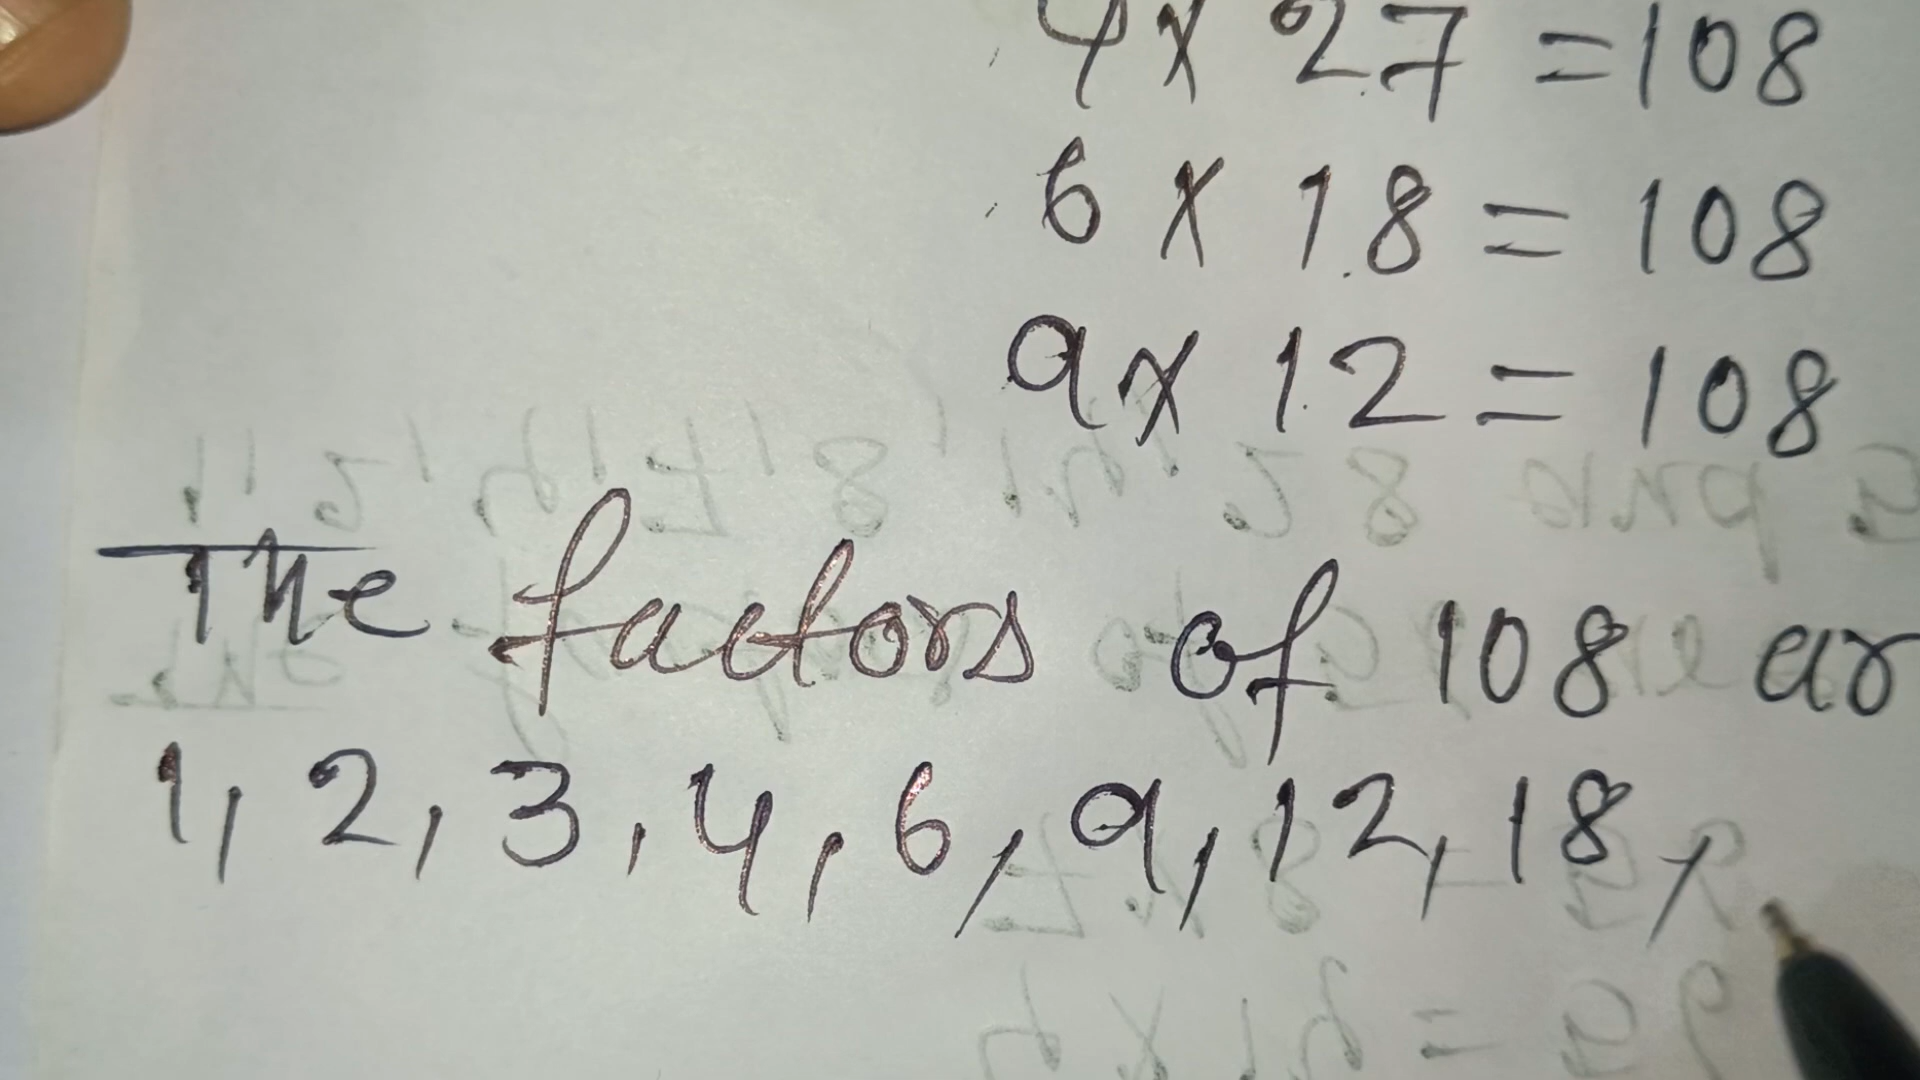 4 x 27 = 108
6 x 18 = 108
9 x 12 = 108
The factors of 108 ar
1, 2, 3, 4, 6, 9, 12, 18,